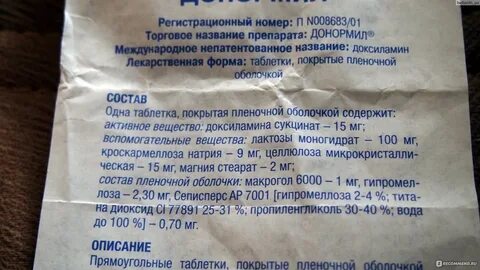 ДОНОРМИЛ
Регистрационный номер: П N008683/01
Торговое название препарата: ДОНОРМИЛ®
Международное непатентованное название: доксиламин
Лекарственная форма: таблетки, покрытые пленочной
оболочкой
СОСТАВ
Одна таблетка, покрытая пленочной оболочкой содержит:
активное вещество: доксиламина сукцинат – 15 мг;
вспомогательные вещества: лактозы моногидрат – 100 мг,
кроскармеллоза натрия – 9 мг, целлюлоза микрокристалли-
ческая – 15 мг, магния стеарат – 2 мг;
состав пленочной оболочки: макрогол 6000 – 1 мг, гипромел-
лоза – 2,30 мг, Сеписперс АР 7001 [гипромеллоза 2-4 %; тита-
на диоксид CI 77891 25-31 %; пропиленгликоль 30-40 %; вода
до 100 %] – 0,70 мг.
ОПИСАНИЕ
Прямоугольные таблетки, покрытые пленочной оболочкой
RECOMMEND.RU